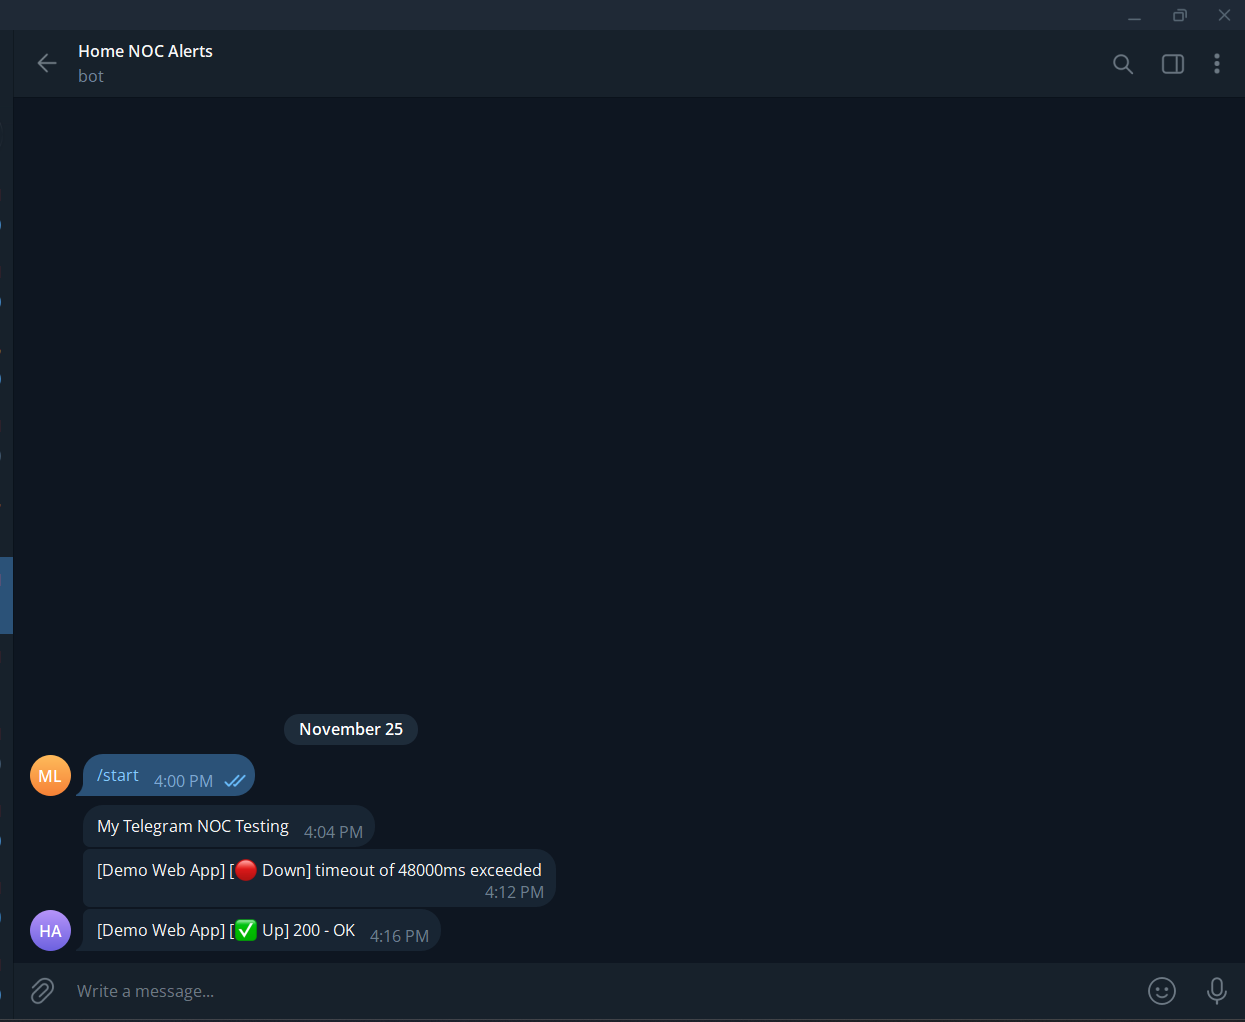 Home NOC Alerts
bot
November 25
ML
/start 4:00 PM
My Telegram NOC Testing 4:04 PM
[Demo Web App] [🔴 Down] timeout of 48000ms exceeded
4:12 PM
HA
[Demo Web App] [✅ Up] 200 - OK 4:16 PM
Write a message...